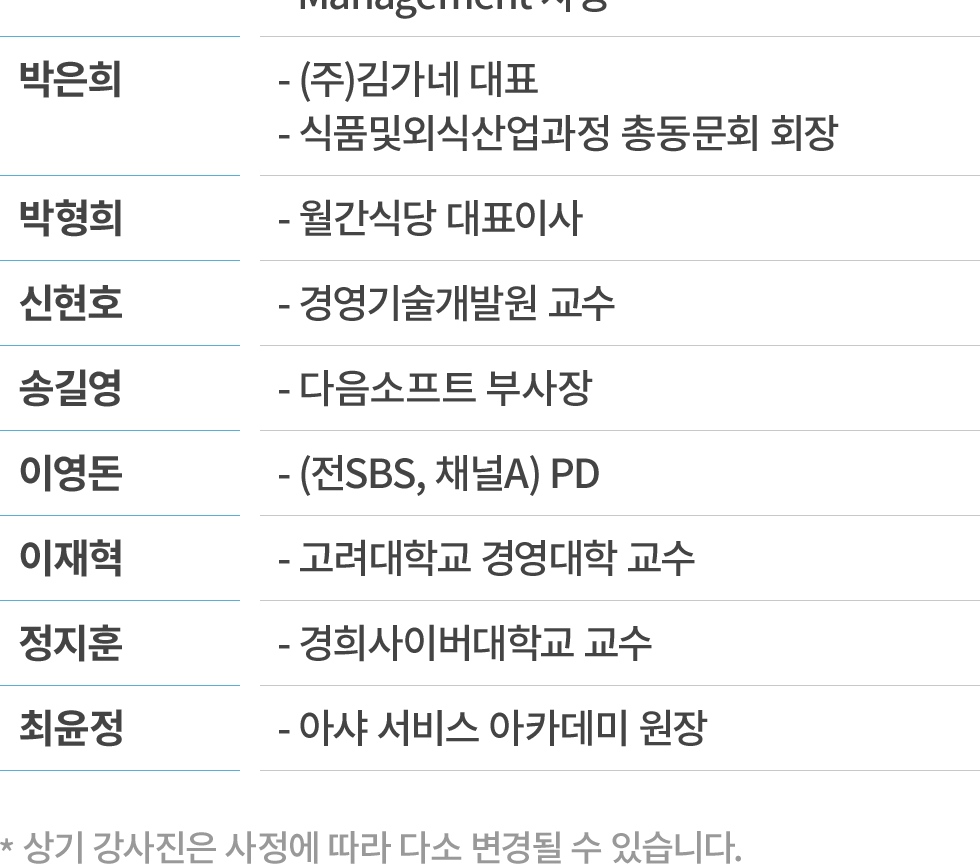 Management 사장
박은희
- (주)김가네 대표
- 식품및외식산업과정 총동문회 회장
박형희
- 월간식당 대표이사
신현호
- 경영기술개발원 교수
송길영
- 다음소프트 부사장
이영돈
- (전SBS, 채널A) PD
이재혁
- 고려대학교 경영대학 교수
정지훈
- 경희사이버대학교 교수
최윤정
- 아샤 서비스 아카데미 원장
* 상기 강사진은 사정에 따라 다소 변경될 수 있습니다.